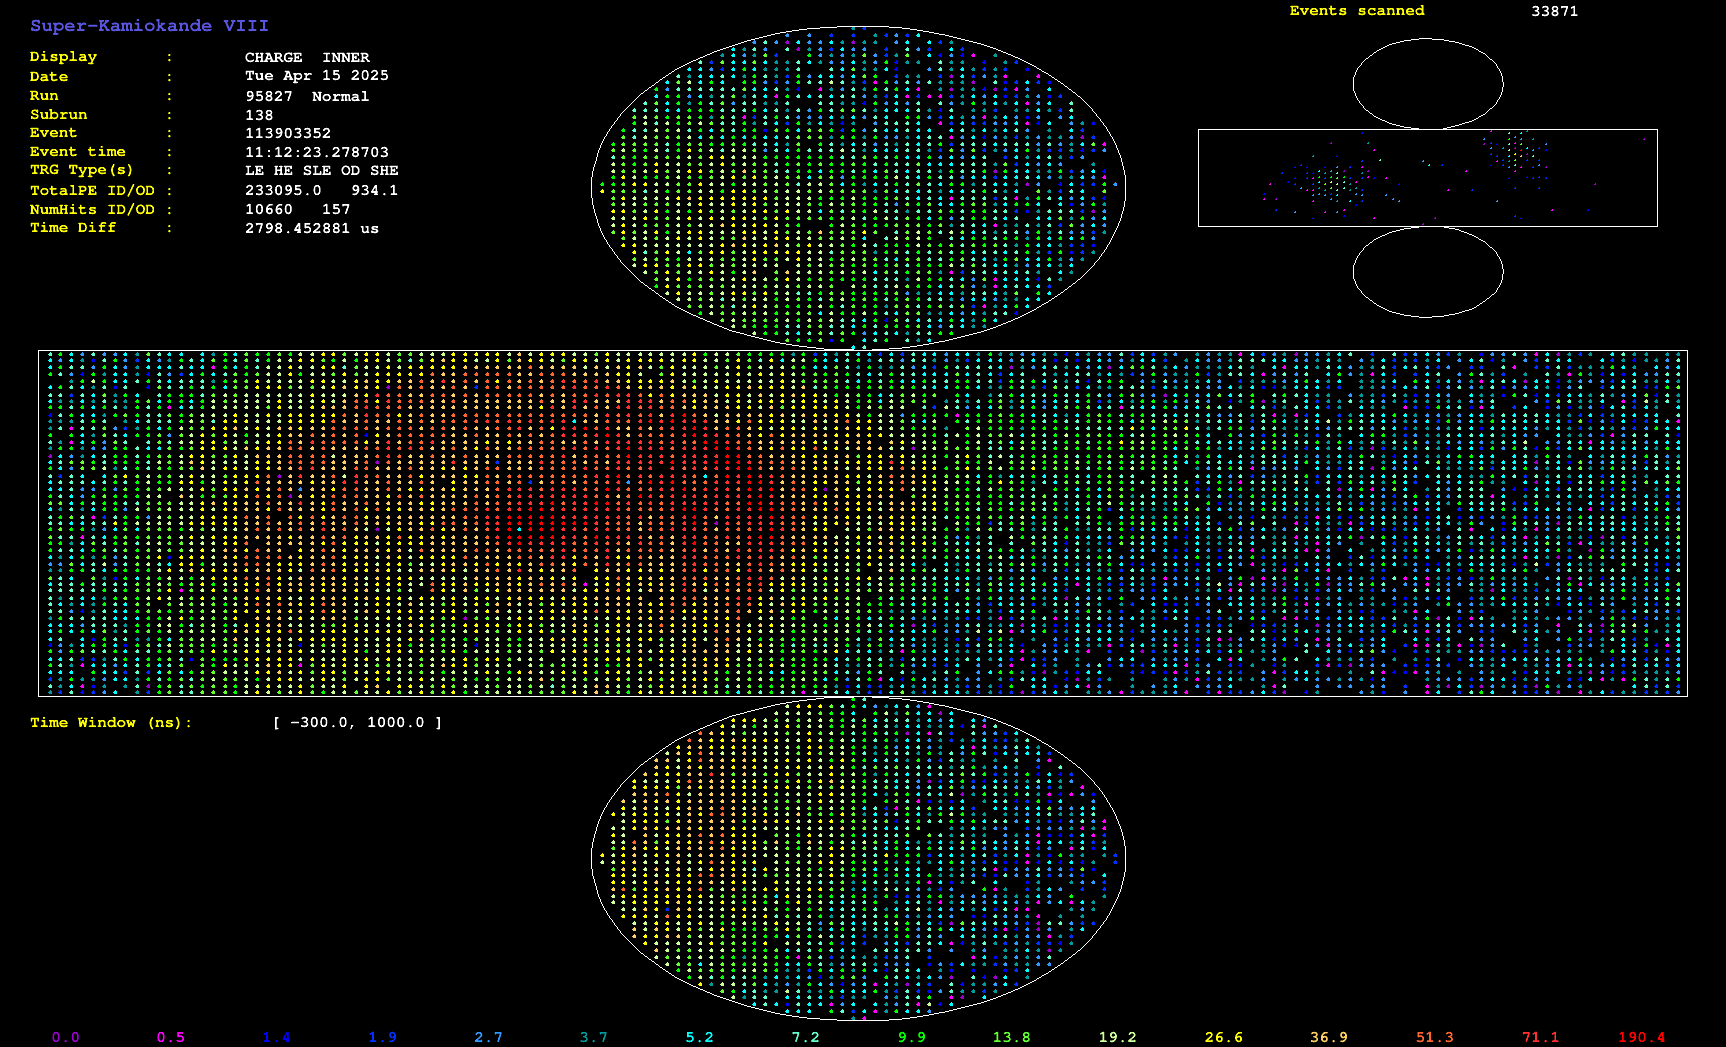 Super-Kamiokande VIII
Events scanned 33871
Display : CHARGE INNER
Date : Tue Apr 15 2025
Run : 95827 Normal
Subrun : 138
Event : 113903352
Event time : 11:12:23.278703
TRG Type(s) : LE HE SLE OD SHE
TotalPE ID/OD : 233095.0 934.1
NumHits ID/OD : 10660 157
Time Diff : 2798.452881 us
Time Window (ns): [ -300.0, 1000.0 ]
0.0 0.5 1.4 1.9 2.7 3.7 5.2 7.2 9.9 13.8 19.2 26.6 36.9 51.3 71.1 190.4